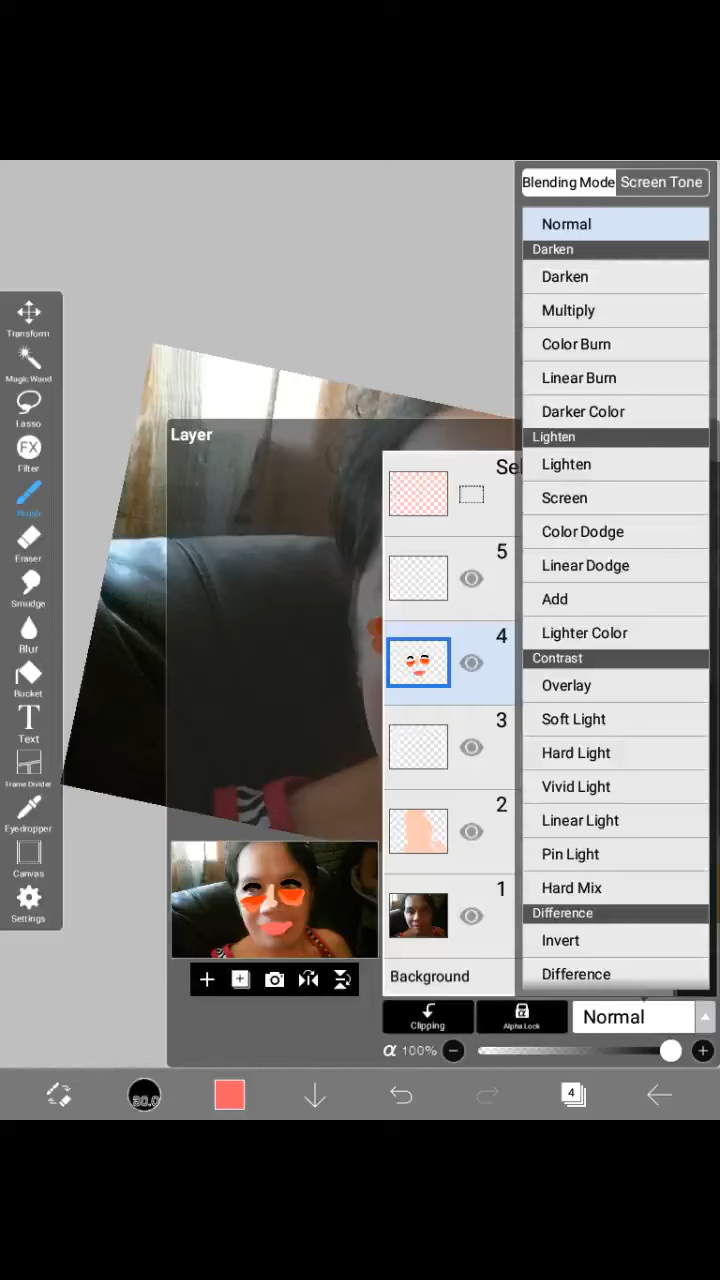 Blending Mode
Screen Tone
Normal
Darken
Darken
Multiply
Color Burn
Linear Burn
Darker Color
Lighten
Lighten
Screen
Color Dodge
Linear Dodge
Add
Lighter Color
Contrast
Overlay
Soft Light
Hard Light
Vivid Light
Linear Light
Pin Light
Hard Mix
Difference
Invert
Difference
Transform
Magic Wand
Lasso
FX
Filter
Brush
Eraser
Smudge
Blur
Bucket
T
Text
Frame Divider
Eyedropper
Canvas
Settings
Layer
Sel
5
4
3
2
1
Background
Clipping
α
Alpha Lock
Normal
α 100%
30.0
4